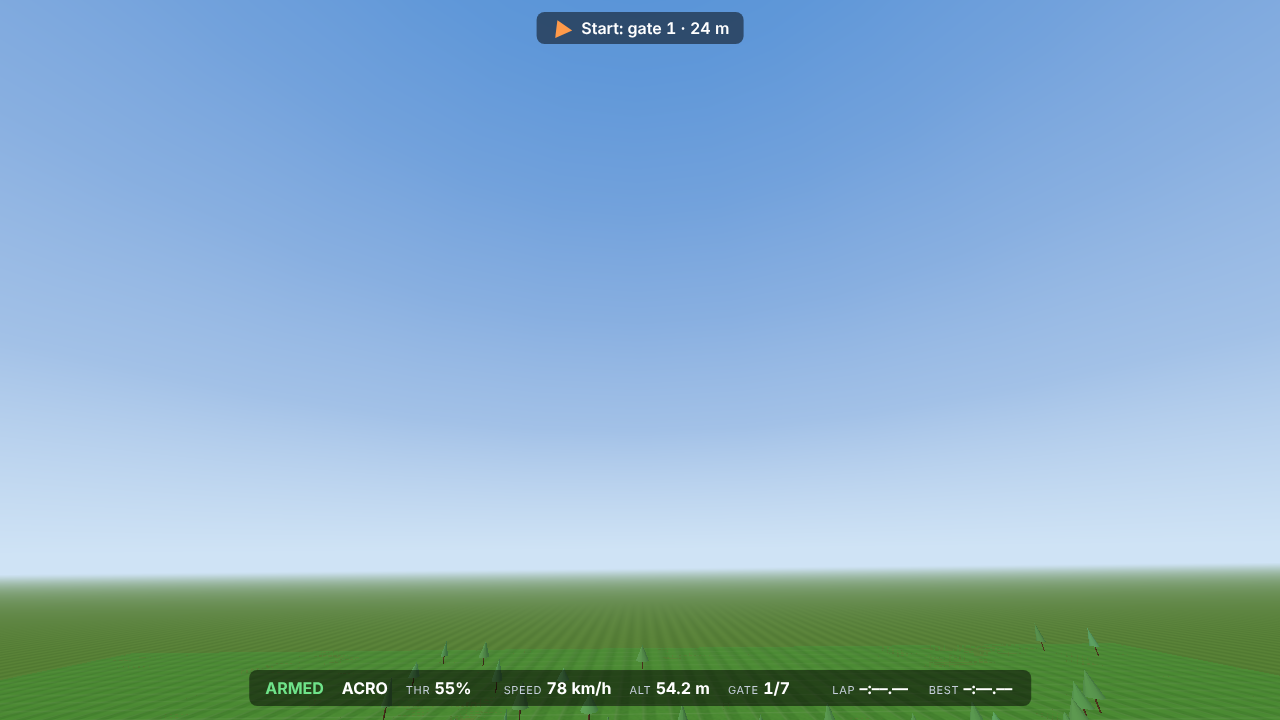 Start: gate 1 · 24 m
ARMED ACRO THR 55% SPEED 78 km/h ALT 54.2 m GATE 1/7 LAP –:––.–– BEST –:––.––